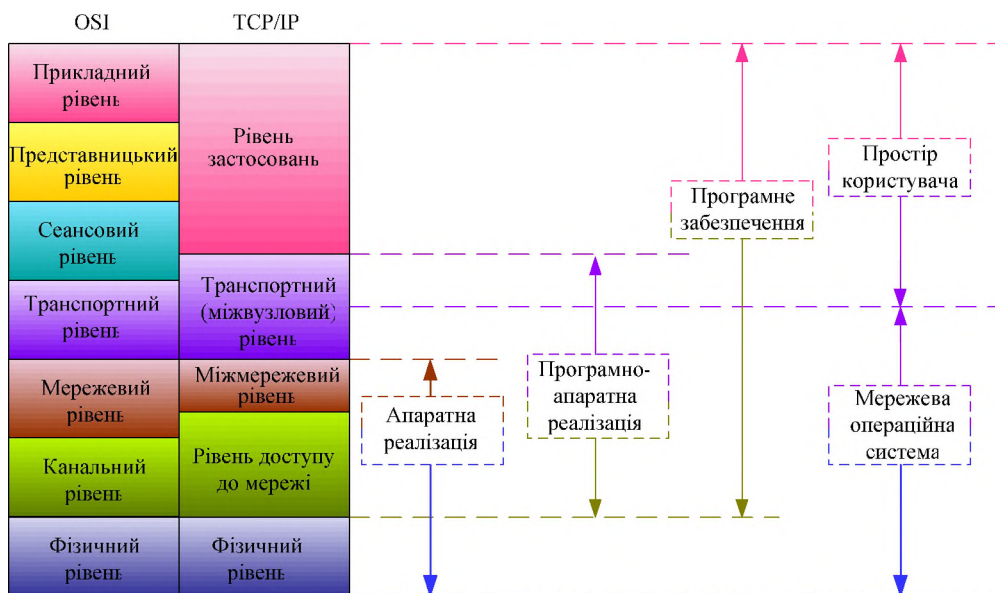 OSI
TCP/IP
Прикладний
рівень
Представницький
рівень
Сеансовий
рівень
Транспортний
рівень
Мережевий
рівень
Канальний
рівень
Фізичний
рівень
Рівень
застосовань
Транспортний
(міжвузловий)
рівень
Міжмережевий
рівень
Рівень доступу
до мережі
Фізичний
рівень
Апаратна
реалізація
Програмно-
апаратна
реалізація
Програмне
забезпечення
Простір
користувача
Мережева
операційна
система